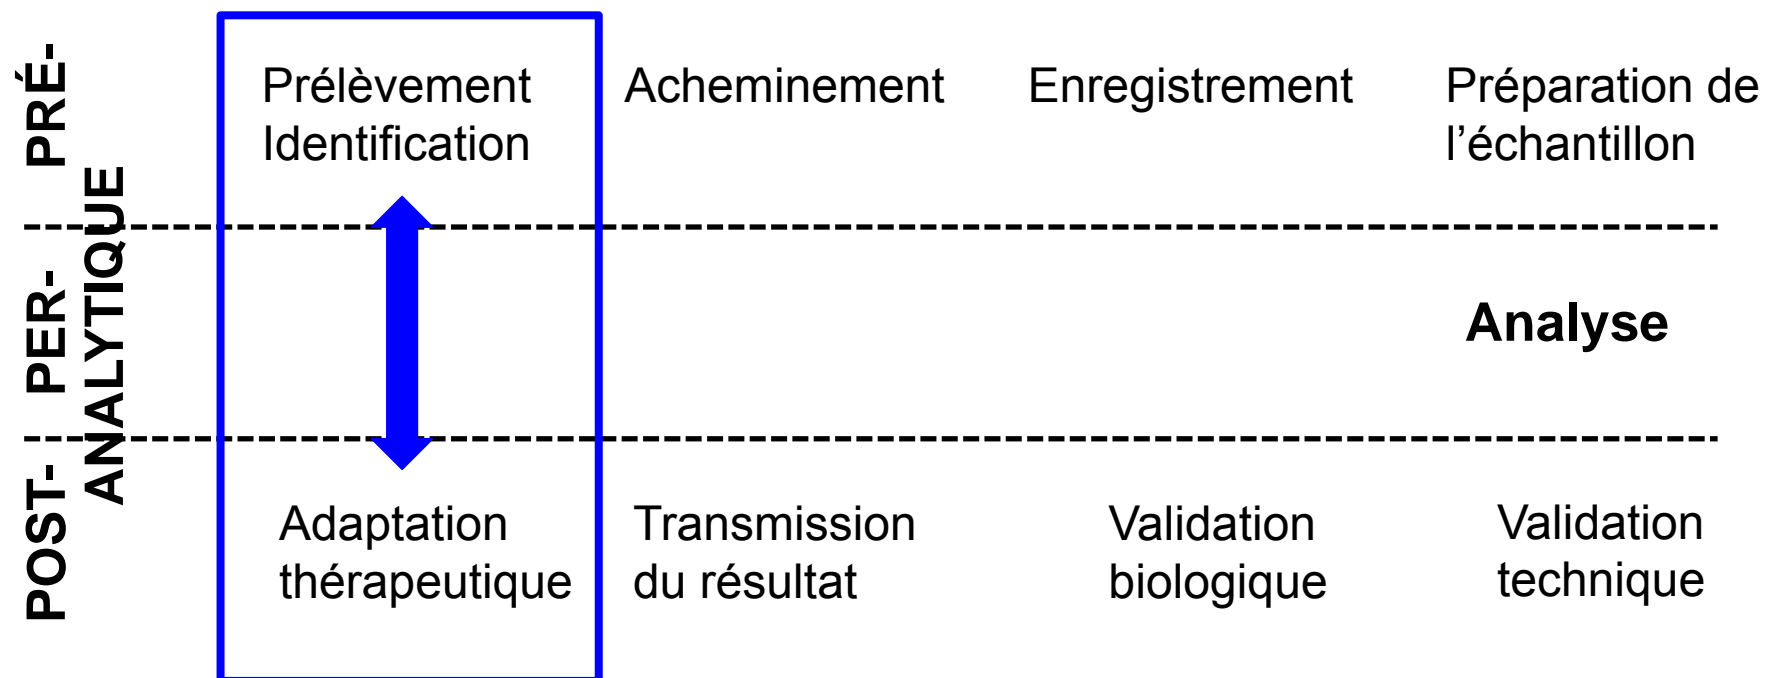 PRÉ-
PER-
POST-
ANALYTIQUE
Prélèvement
Identification
Acheminement
Enregistrement
Préparation de
l’échantillon
Analyse
Adaptation
thérapeutique
Transmission
du résultat
Validation
biologique
Validation
technique